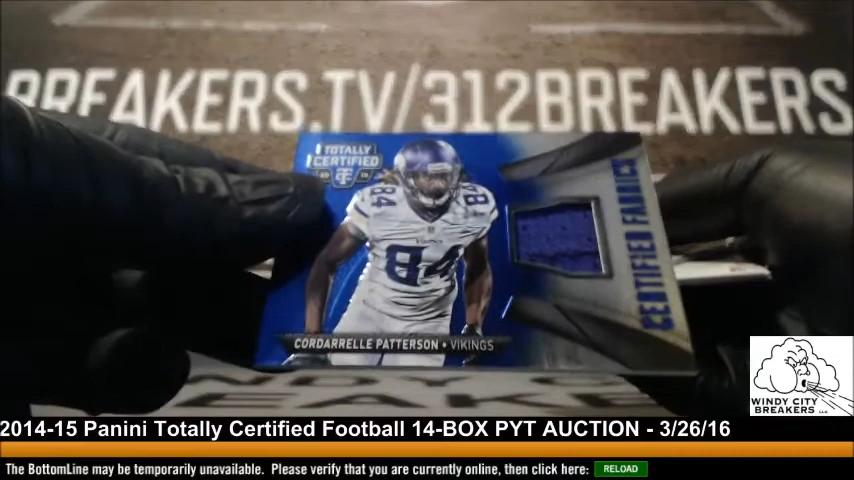 BREAKERS.TV/312BREAKERS
TOTALLY
CERTIFIED
84
84
84
CERTIFIED FABRICS
CORDARRELLE PATTERSON • VIKINGS
WINDY CITY
BREAKERS LLC
2014-15 Panini Totally Certified Football 14-BOX PYT AUCTION - 3/26/16
The BottomLine may be temporarily unavailable. Please verify that you are currently online, then click here: RELOAD